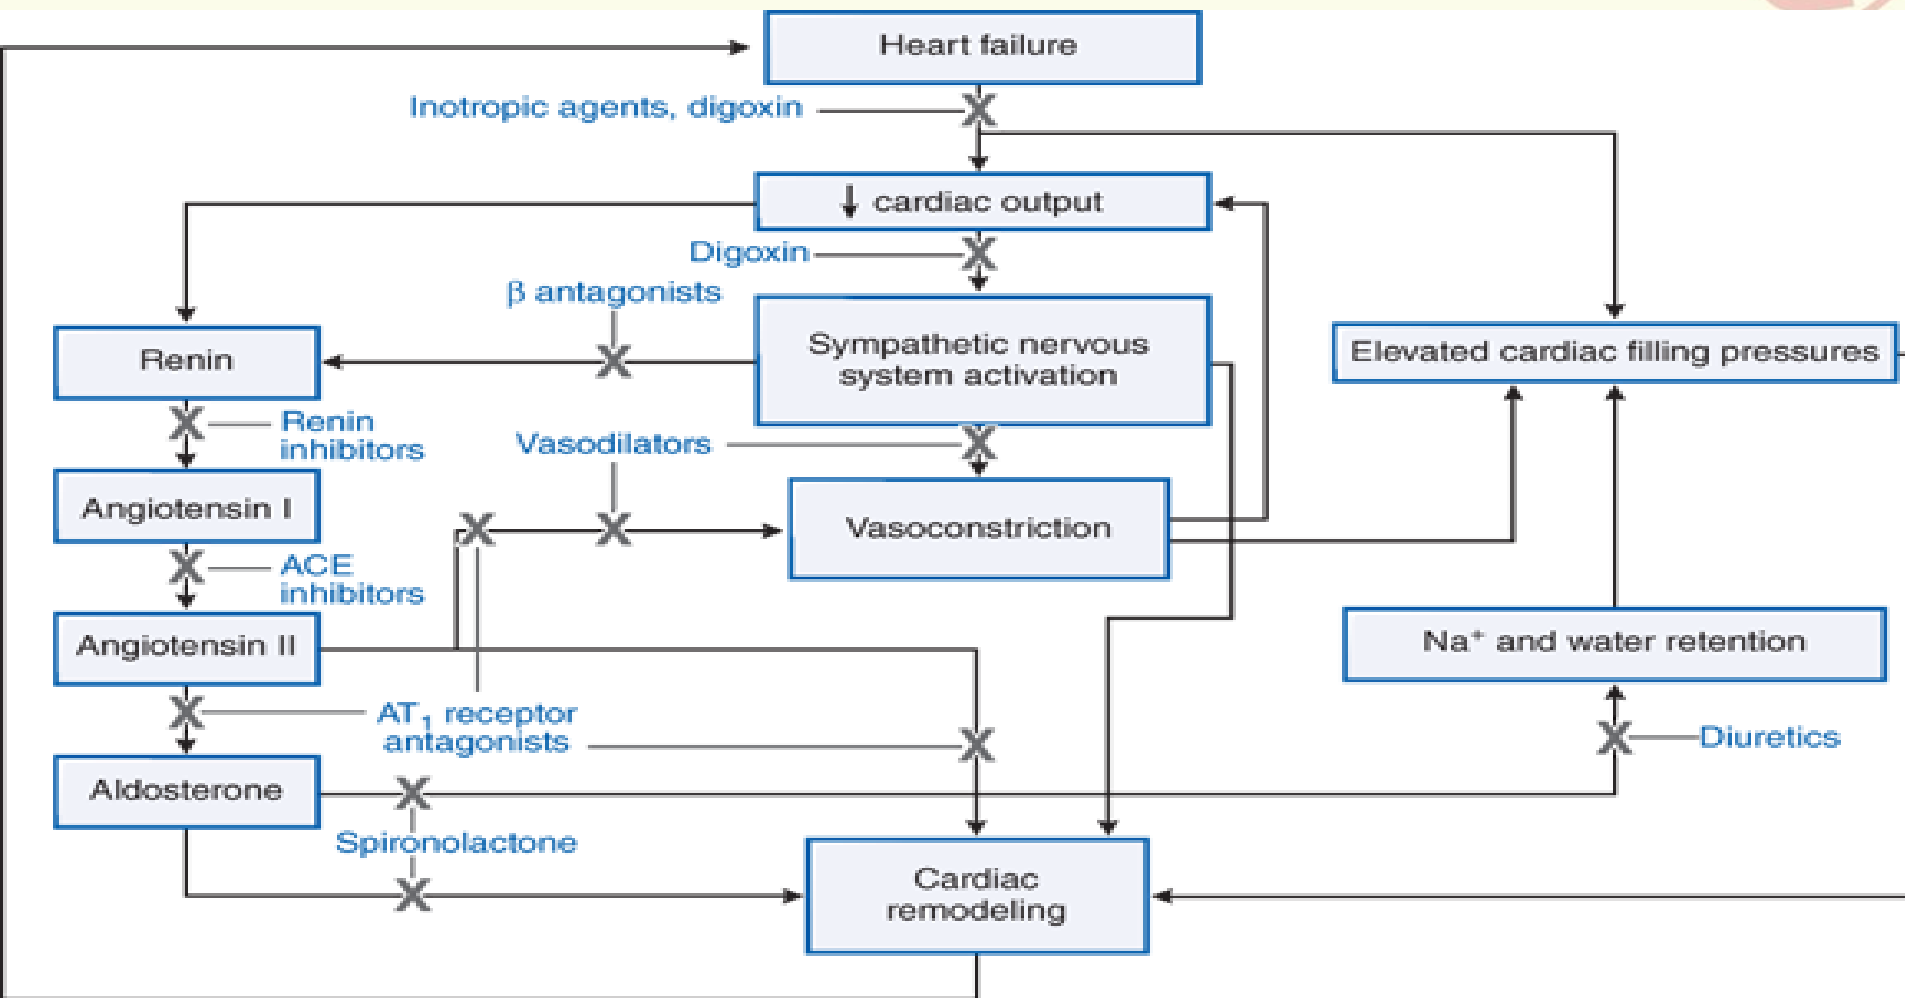 Heart failure
Inotropic agents, digoxin
↓ cardiac output
Digoxin
β antagonists
Sympathetic nervous
system activation
Renin
Elevated cardiac filling pressures
Renin
inhibitors
Vasodilators
Angiotensin I
Vasoconstriction
ACE
inhibitors
Angiotensin II
Na⁺ and water retention
AT₁ receptor
antagonists
Diuretics
Aldosterone
Spironolactone
Cardiac
remodeling